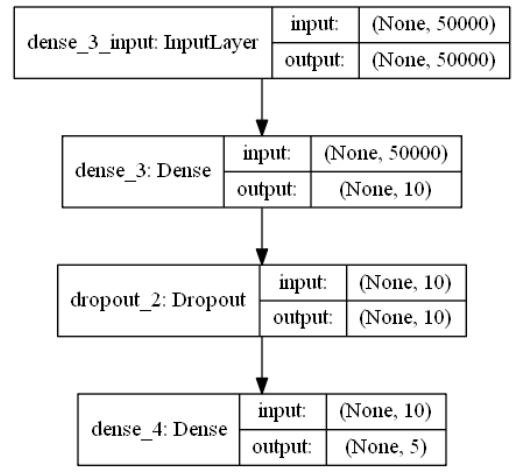 dense_3_input: InputLayer
input: (None, 50000)
output: (None, 50000)
dense_3: Dense
input: (None, 50000)
output: (None, 10)
dropout_2: Dropout
input: (None, 10)
output: (None, 10)
dense_4: Dense
input: (None, 10)
output: (None, 5)